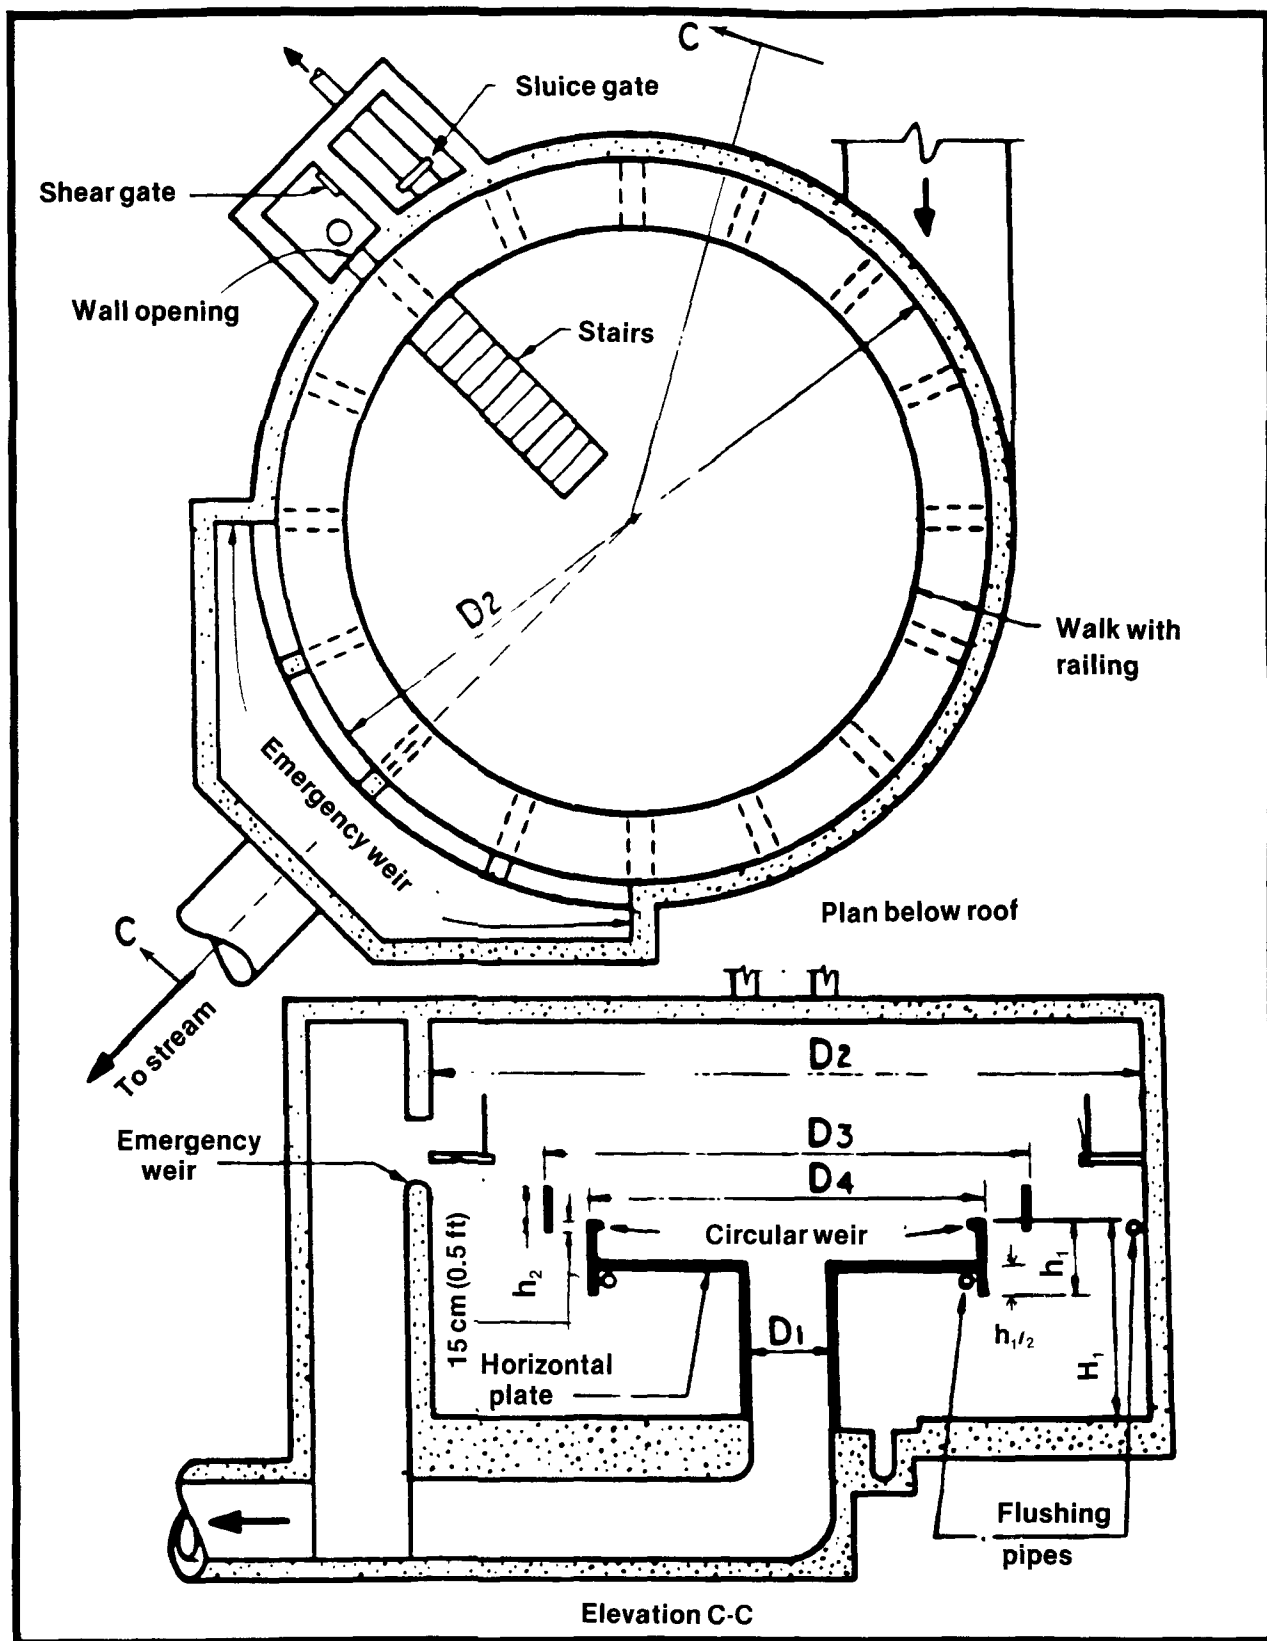 C
Sluice gate
Shear gate
Wall opening
Stairs
D2
Walk with
railing
Emergency weir
Plan below roof
C
To stream
D2
Emergency
weir
D3
D4
Circular weir
h2
15 cm (0.5 ft)
h1
h1/2
H1
D1
Horizontal
plate
Flushing
pipes
Elevation C-C